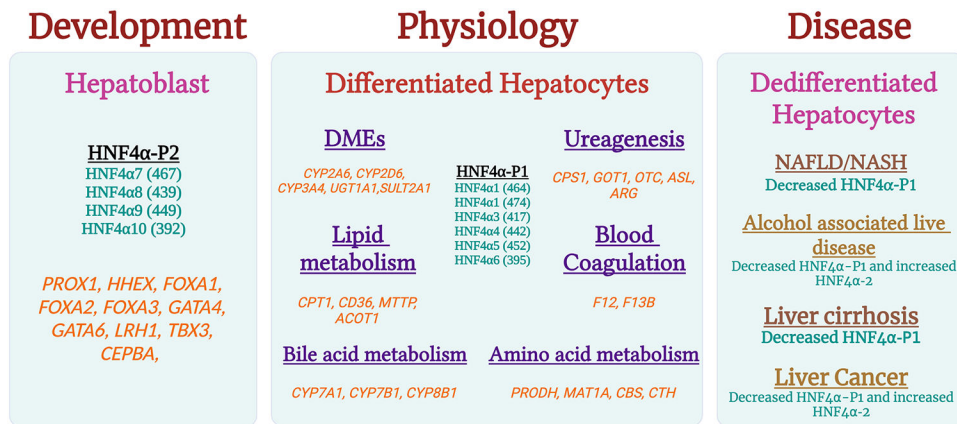 Development
Hepatoblast
HNF4α-P2
HNF4α7 (467)
HNF4α8 (439)
HNF4α9 (449)
HNF4α10 (392)
PROX1, HHEX, FOXA1,
FOXA2, FOXA3, GATA4,
GATA6, LRH1, TBX3,
CEPBA,
Physiology
Differentiated Hepatocytes
DMEs
CYP2A6, CYP2D6,
CYP3A4, UGT1A1,SULT2A1
Lipid
metabolism
CPT1, CD36, MTTP,
ACOT1
Bile acid metabolism
CYP7A1, CYP7B1, CYP8B1
HNF4α-P1
HNF4α1 (464)
HNF4α1 (474)
HNF4α3 (417)
HNF4α4 (442)
HNF4α5 (452)
HNF4α6 (395)
Ureagenesis
CPS1, GOT1, OTC, ASL,
ARG
Blood
Coagulation
F12, F13B
Amino acid metabolism
PRODH, MAT1A, CBS, CTH
Disease
Dedifferentiated
Hepatocytes
NAFLD/NASH
Decreased HNF4α-P1
Alcohol associated live
disease
Decreased HNF4α-P1 and increased
HNF4α-2
Liver cirrhosis
Decreased HNF4α-P1
Liver Cancer
Decreased HNF4α-P1 and increased
HNF4α-2